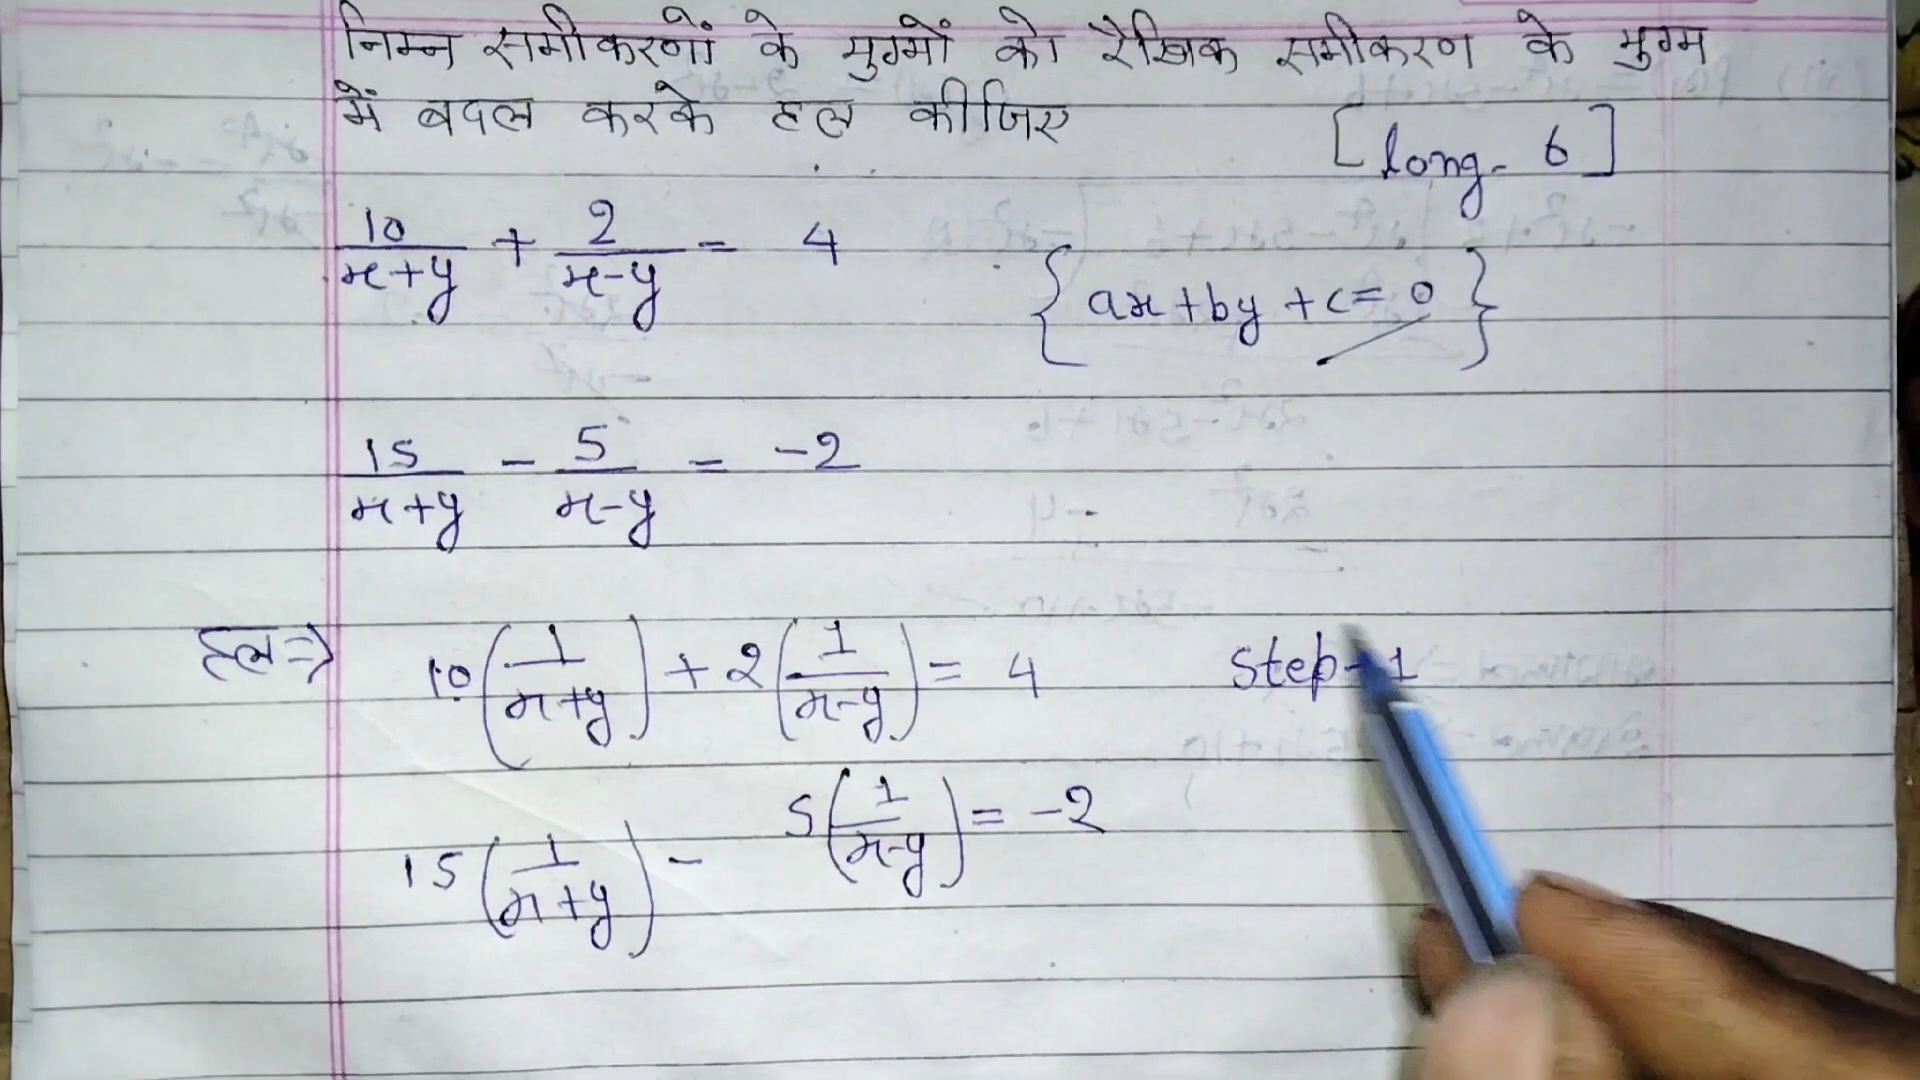 निम्न समीकरणों के युग्मों को रैखिक समीकरण के युग्म
में बदल करके हल कीजिए
[long - 6]
10/(x+y) + 2/(x-y) = 4
{ax+by+c=0}
15/(x+y) - 5/(x-y) = -2
हल⇒ 10(1/(x+y)) + 2(1/(x-y)) = 4 Step-1
15(1/(x+y)) - 5(1/(x-y)) = -2